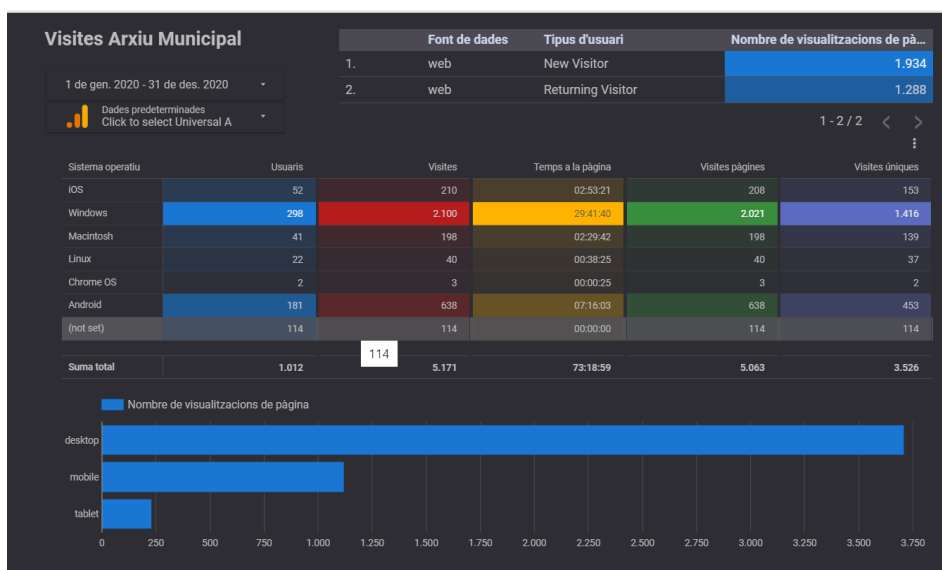 Visites Arxiu Municipal
Font de dades Tipus d'usuari Nombre de visualitzacions de pà...
1. web New Visitor 1.934
2. web Returning Visitor 1.288
1 - 2 / 2
1 de gen. 2020 - 31 de des. 2020
Dades predeterminades
Click to select Universal A
Sistema operatiu Usuaris Visites Temps a la pàgina Visites pàgines Visites úniques
iOS 52 210 02:53:21 208 153
Windows 298 2.100 29:41:40 2.021 1.416
Macintosh 41 198 02:29:42 198 139
Linux 22 40 00:38:25 40 37
Chrome OS 2 3 00:00:25 3 2
Android 181 638 07:16:03 638 453
(not set) 114 114 00:00:00 114 114
114
Suma total 1.012 5.171 73:18:59 5.063 3.526
Nombre de visualitzacions de pàgina
desktop
mobile
tablet
0 250 500 750 1.000 1.250 1.500 1.750 2.000 2.250 2.500 2.750 3.000 3.250 3.500 3.750